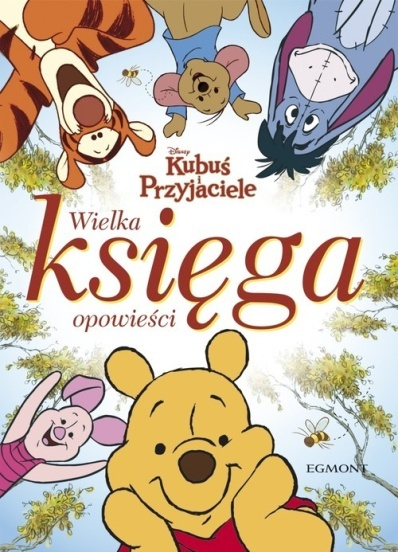 Disney
Kubuś
i
Przyjaciele
Wielka
księga
opowieści
EGMONT